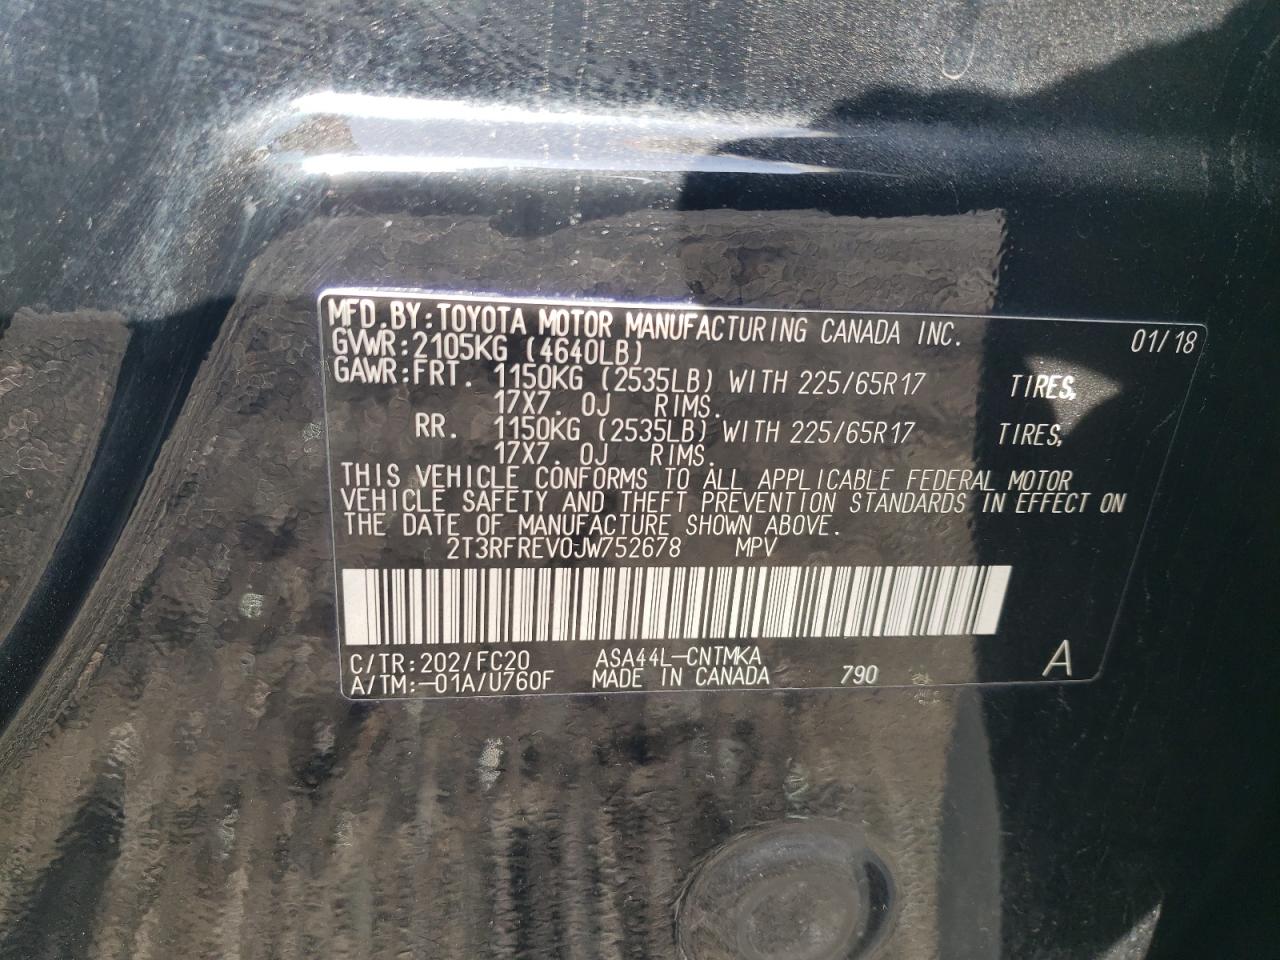 MFD. BY: TOYOTA MOTOR MANUFACTURING CANADA INC. 01/18
GVWR: 2105KG (4640LB)
GAWR: FRT. 1150KG (2535LB) WITH 225/65R17 TIRES,
17X7. 0J RIMS.
RR. 1150KG (2535LB) WITH 225/65R17 TIRES,
17X7. 0J RIMS.
THIS VEHICLE CONFORMS TO ALL APPLICABLE FEDERAL MOTOR
VEHICLE SAFETY AND THEFT PREVENTION STANDARDS IN EFFECT ON
THE DATE OF MANUFACTURE SHOWN ABOVE.
2T3RFREV0JW752678 MPV
C/TR: 202/FC20 ASA44L-CNTMKA A
A/TM: -01A/U760F MADE IN CANADA 790